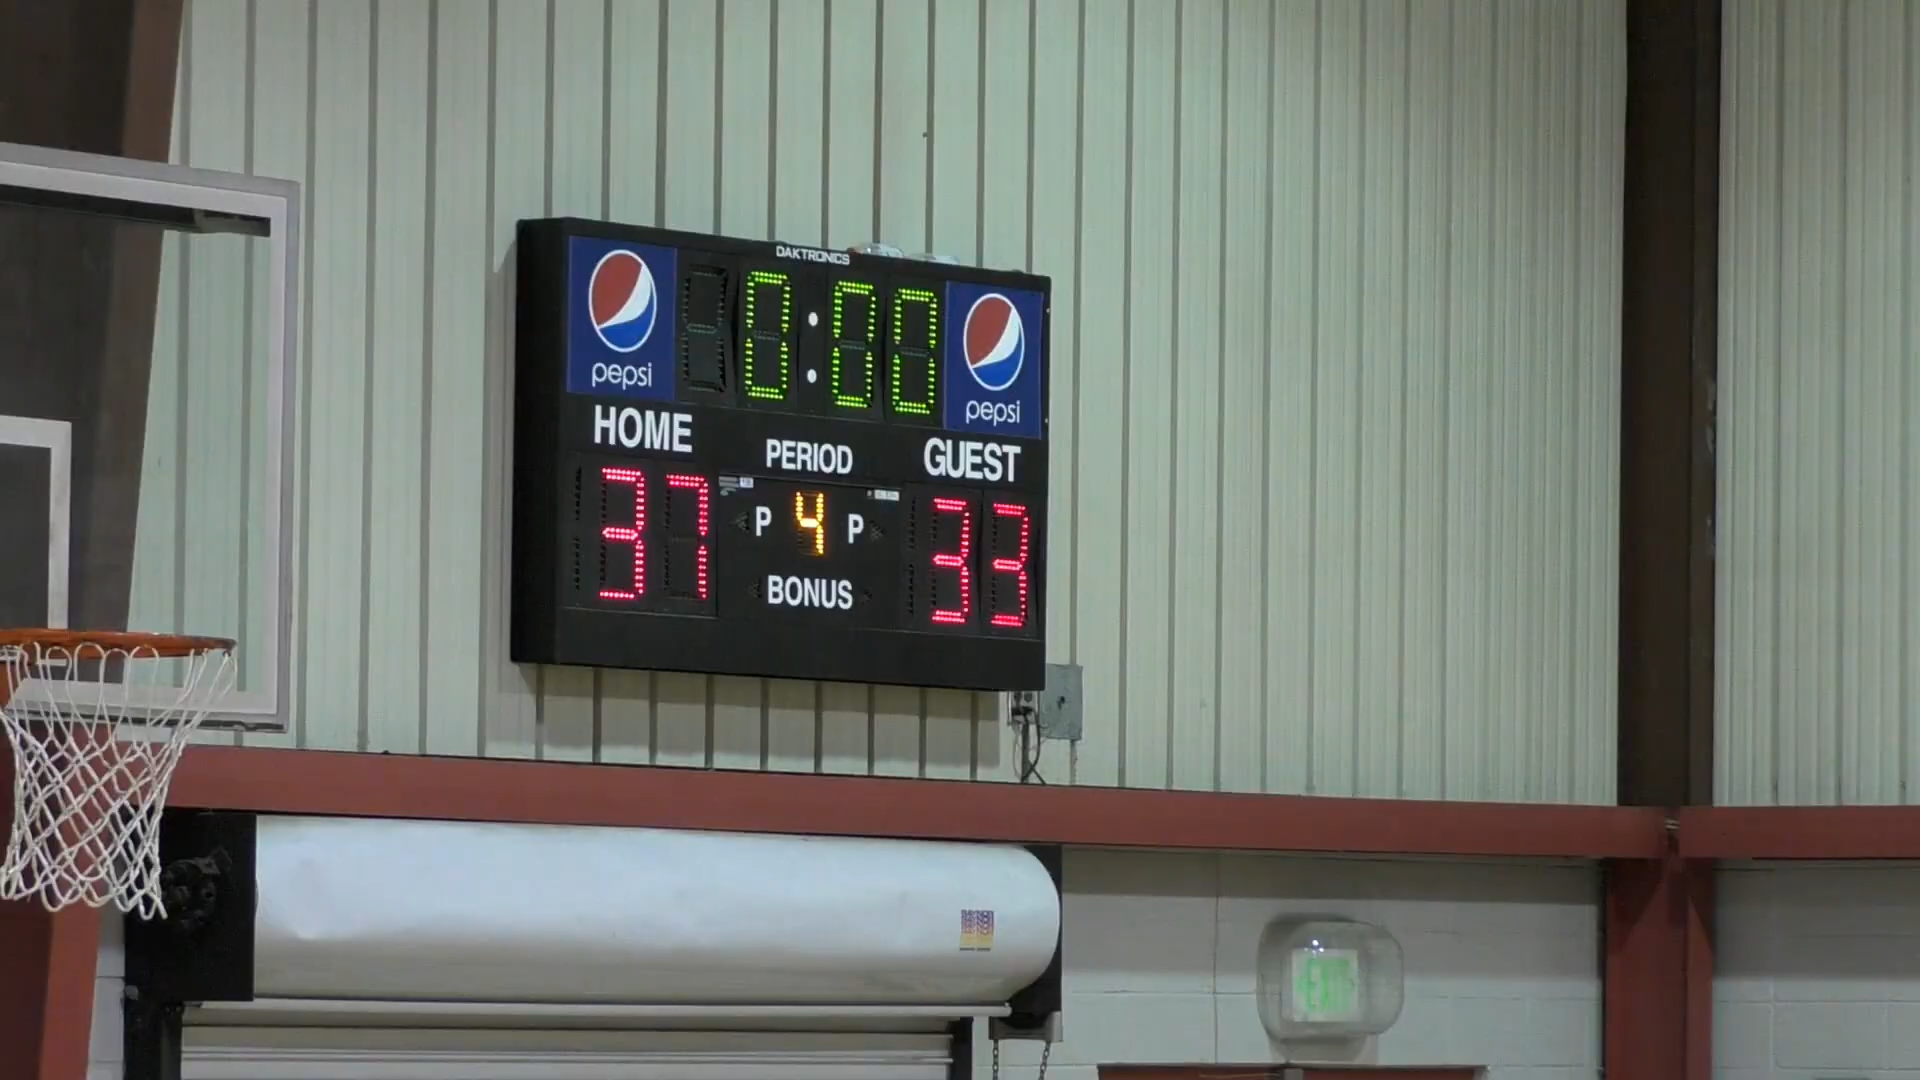 DAKTRONICS
pepsi
0:00
pepsi
HOME
PERIOD
GUEST
37
P 4 P
33
BONUS
EXIT